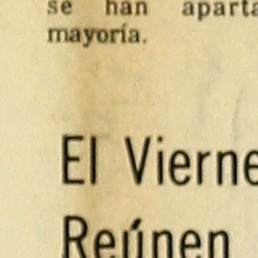 se han aparta
mayoría.
El Vierne
Reúnen